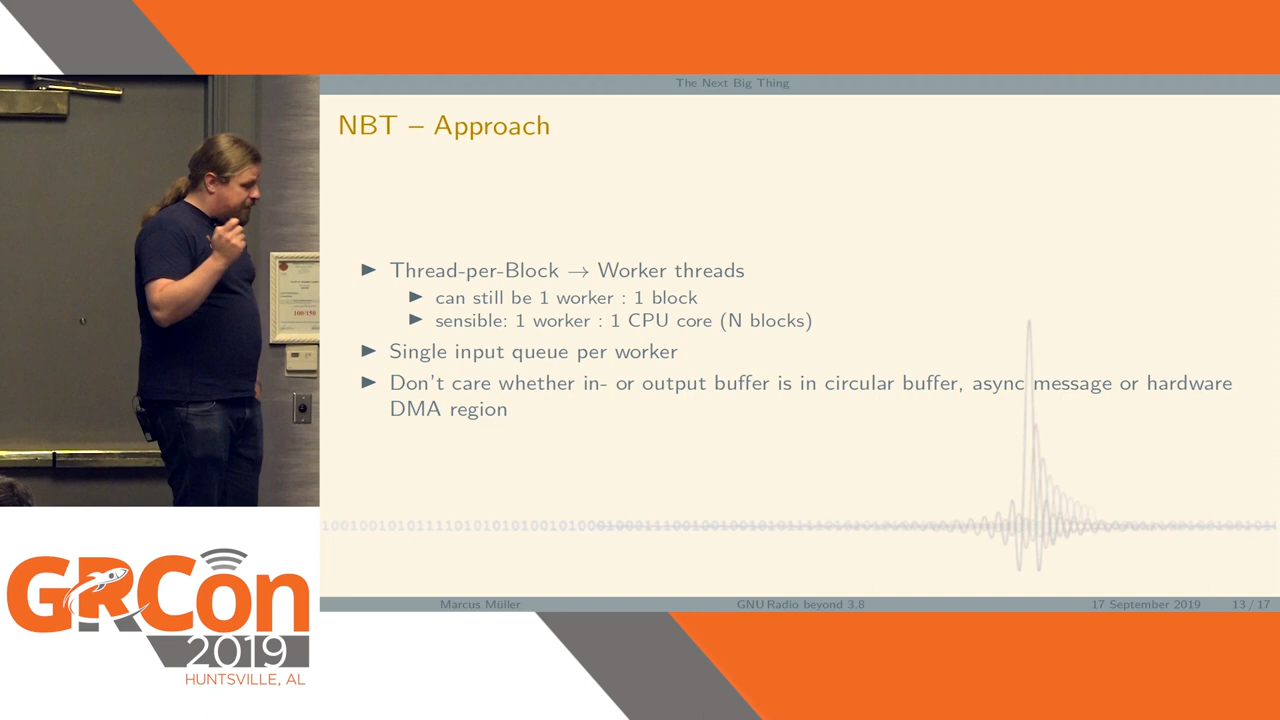 The Next Big Thing
NBT – Approach
▶ Thread-per-Block → Worker threads
▶ can still be 1 worker : 1 block
▶ sensible: 1 worker : 1 CPU core (N blocks)
▶ Single input queue per worker
▶ Don't care whether in- or output buffer is in circular buffer, async message or hardware
DMA region
Marcus Müller GNU Radio beyond 3.8 17 September 2019 13 / 17
100/150
GRCon
2019
HUNTSVILLE, AL